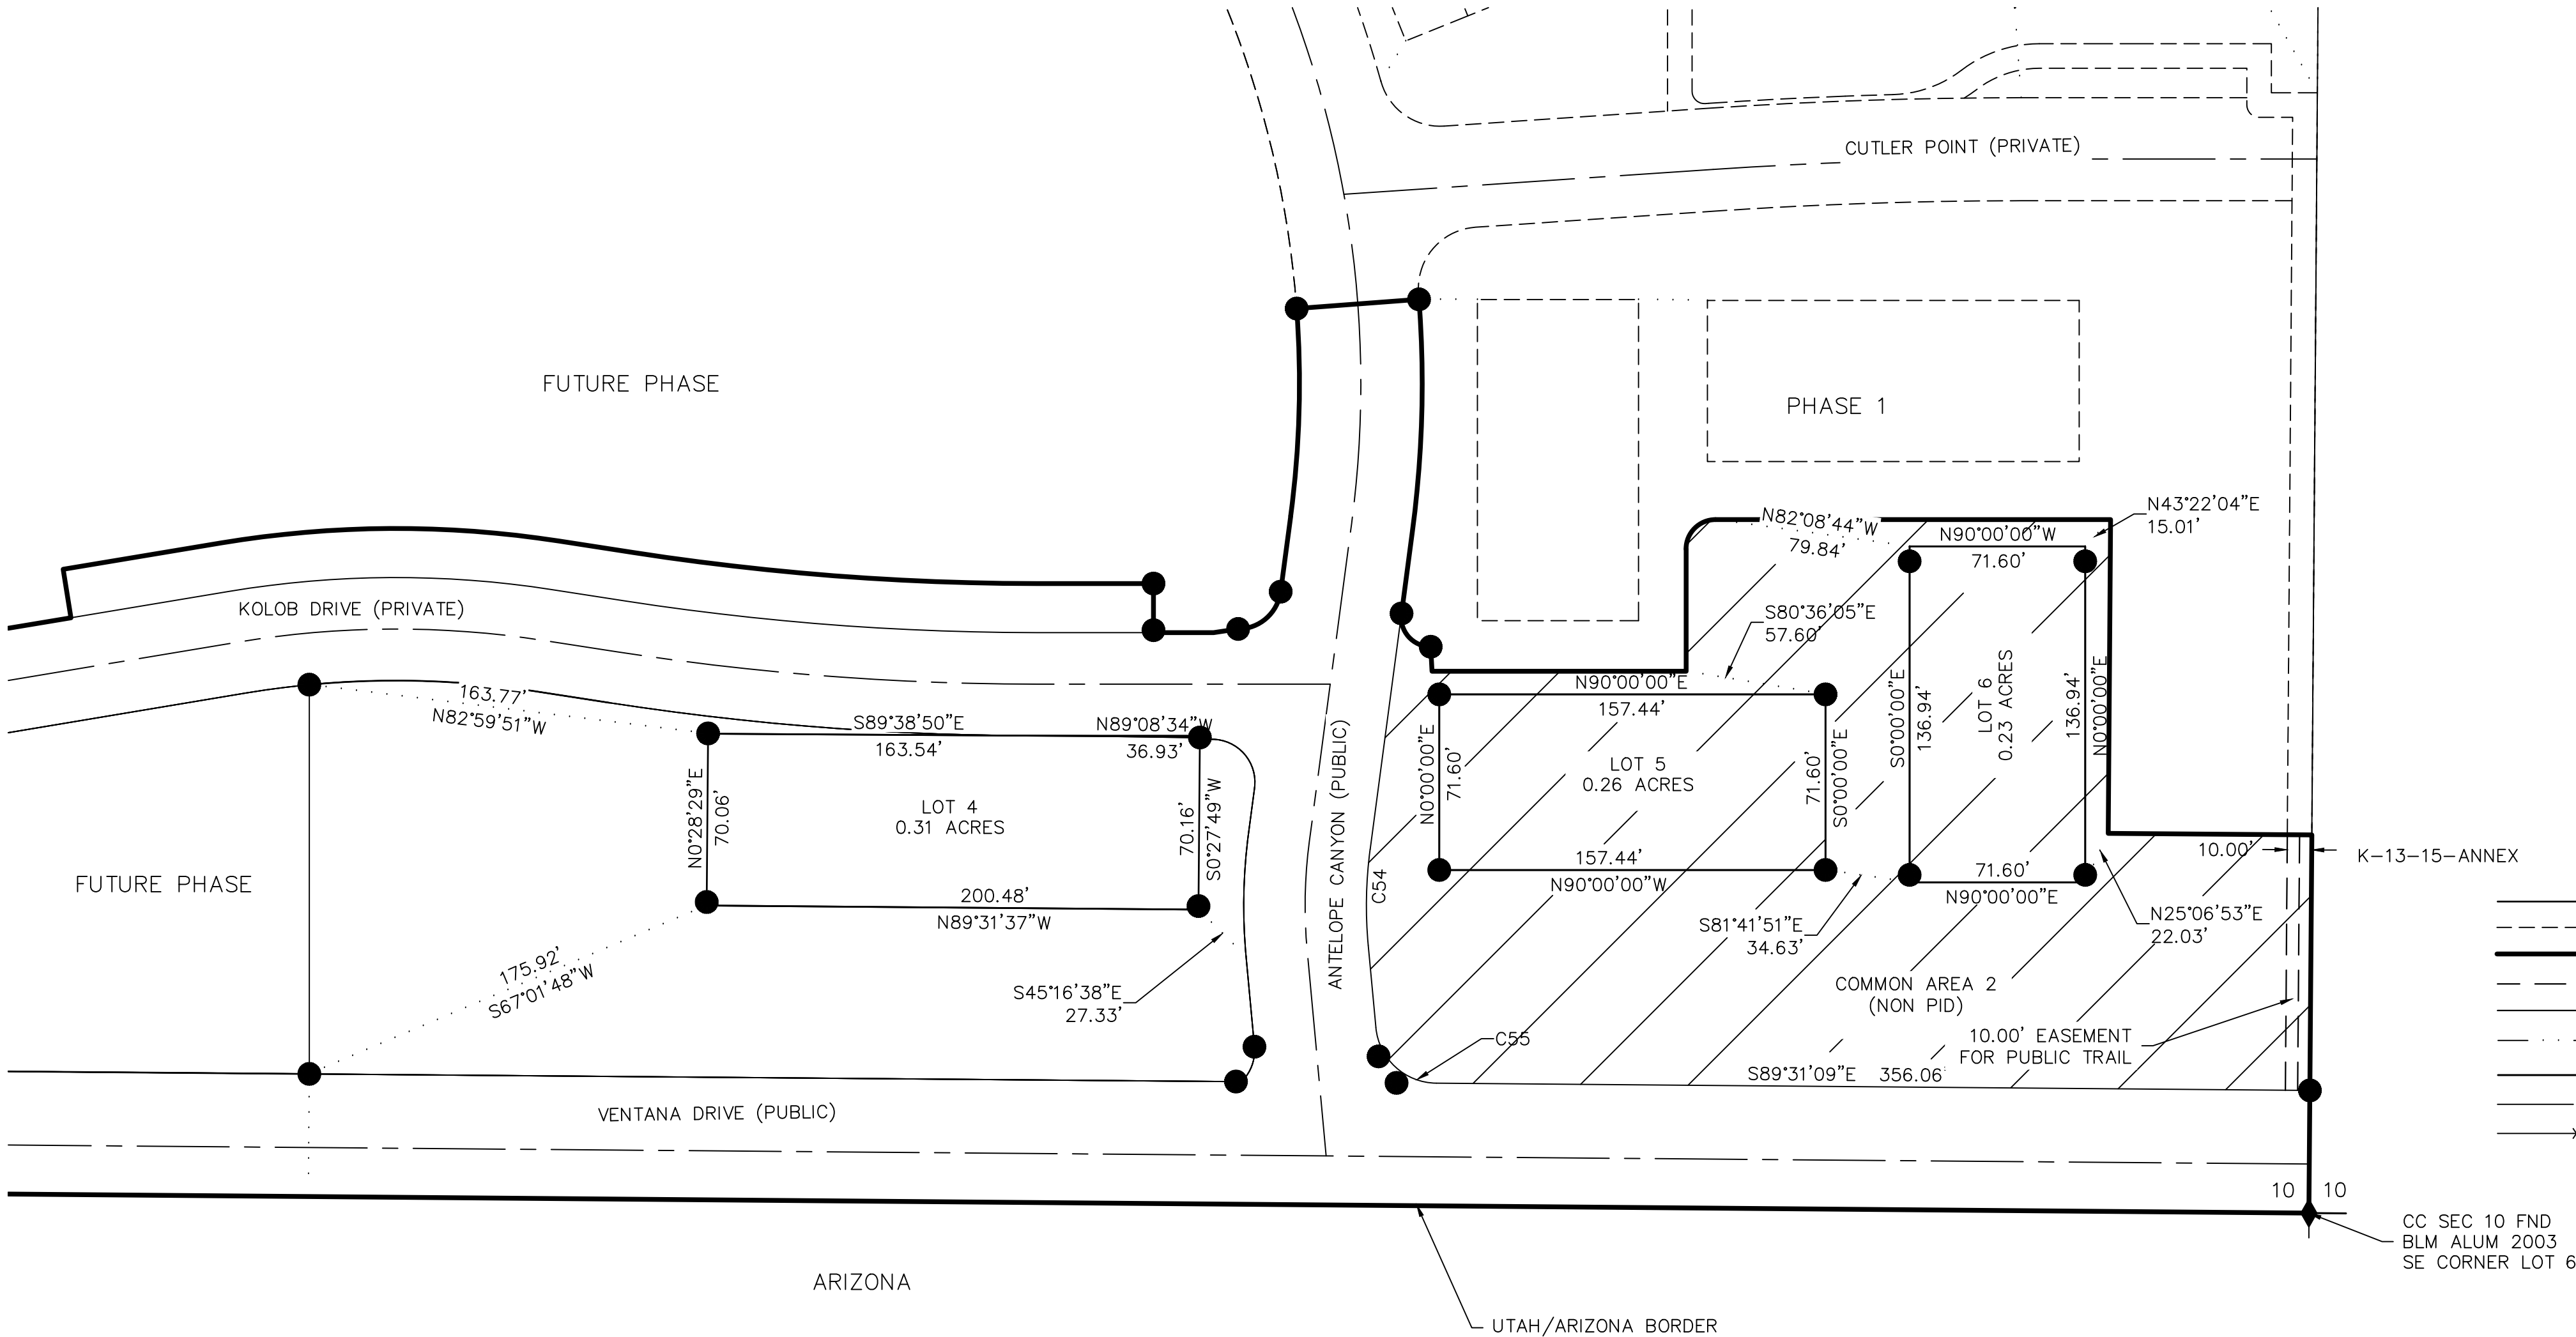 CUTLER POINT (PRIVATE)
FUTURE PHASE
PHASE 1
N43°22'04"E
15.01'
N82°08'44"W
79.84'
N90°00'00"W
71.60'
KOLOB DRIVE (PRIVATE)
S80°36'05"E
57.60'
S0°00'00"E
136.94'
LOT 6
0.23 ACRES
136.94'
N0°00'00"E
163.77'
N82°59'51"W
S89°38'50"E
163.54'
N89°08'34"W
36.93'
N90°00'00"E
157.44'
N0°28'29"E
70.06'
LOT 4
0.31 ACRES
70.16'
S0°27'49"W
ANTELOPE CANYON (PUBLIC)
C54
N0°00'00"E
71.60'
LOT 5
0.26 ACRES
71.60'
S0°00'00"E
157.44'
N90°00'00"W
71.60'
N90°00'00"E
10.00'
K-13-15-ANNEX
FUTURE PHASE
200.48'
N89°31'37"W
S81°41'51"E
34.63'
N25°06'53"E
22.03'
175.92'
S67°01'48"W
S45°16'38"E
27.33'
COMMON AREA 2
(NON PID)
10.00' EASEMENT
FOR PUBLIC TRAIL
C55
S89°31'09"E 356.06'
VENTANA DRIVE (PUBLIC)
10 10
CC SEC 10 FND
BLM ALUM 2003
SE CORNER LOT 6
ARIZONA
UTAH/ARIZONA BORDER